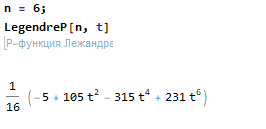 n = 6;
LegendreP[n, t]
P-функция Лежандра
1/16 (-5 + 105 t² - 315 t⁴ + 231 t⁶)